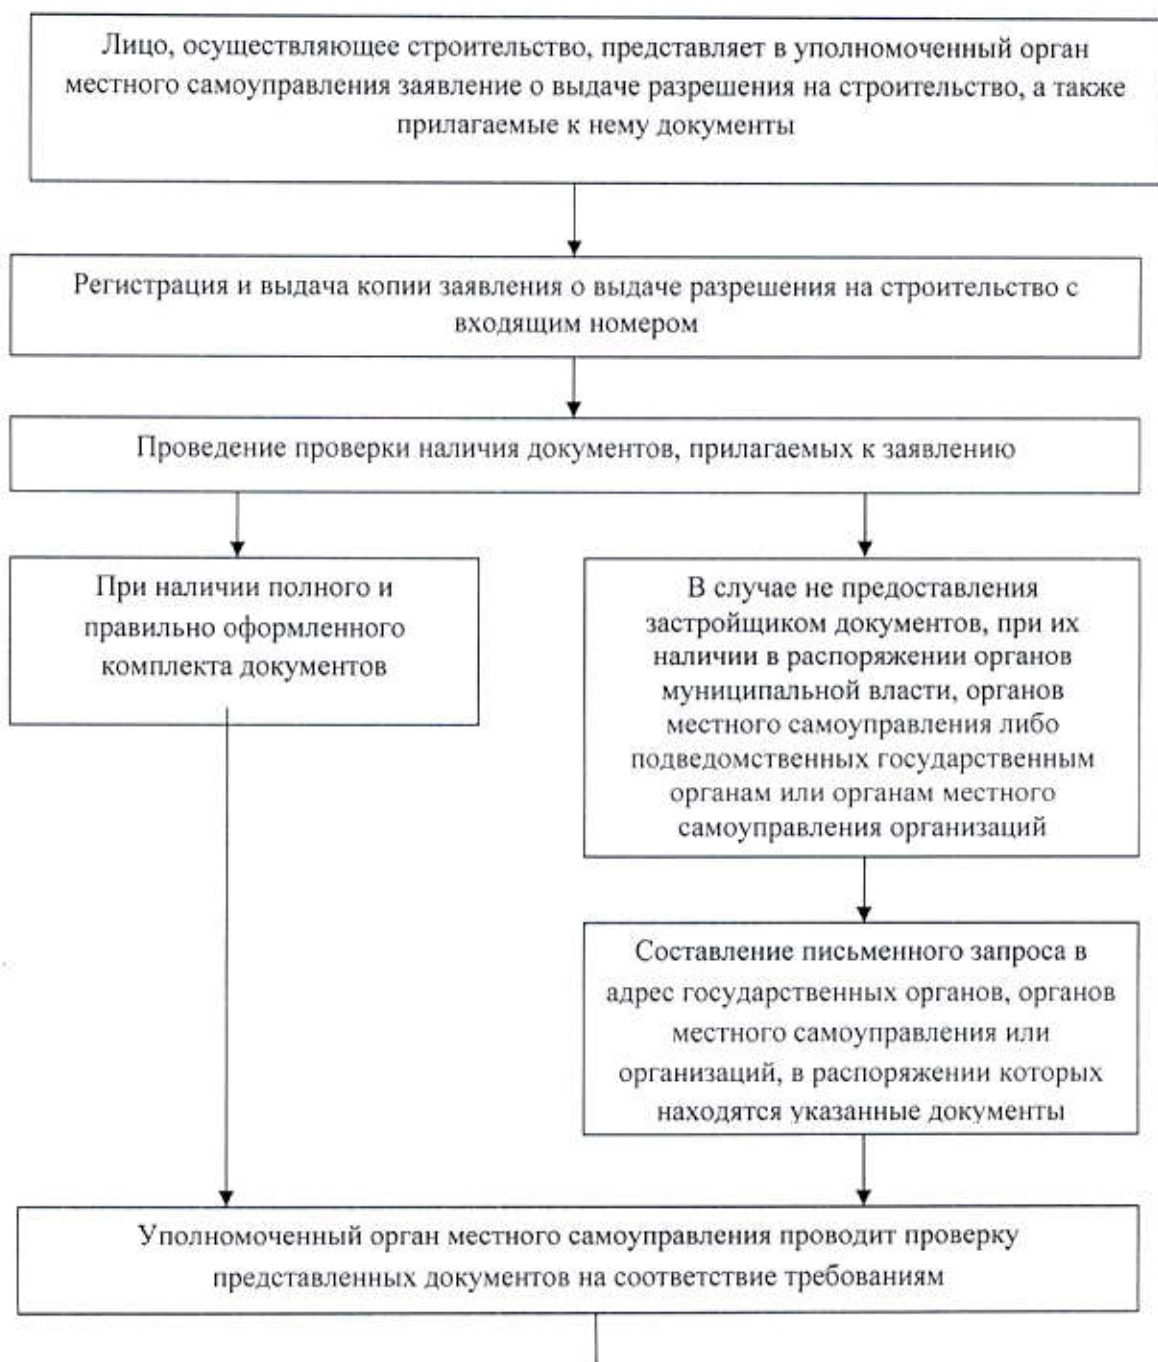 Лицо, осуществляющее строительство, представляет в уполномоченный орган
местного самоуправления заявление о выдаче разрешения на строительство, а также
прилагаемые к нему документы
Регистрация и выдача копии заявления о выдаче разрешения на строительство с
входящим номером
Проведение проверки наличия документов, прилагаемых к заявлению
При наличии полного и
правильно оформленного
комплекта документов
В случае не предоставления
застройщиком документов, при их
наличии в распоряжении органов
муниципальной власти, органов
местного самоуправления либо
подведомственных государственным
органам или органам местного
самоуправления организаций
Составление письменного запроса в
адрес государственных органов, органов
местного самоуправления или
организаций, в распоряжении которых
находятся указанные документы
Уполномоченный орган местного самоуправления проводит проверку
представленных документов на соответствие требованиям